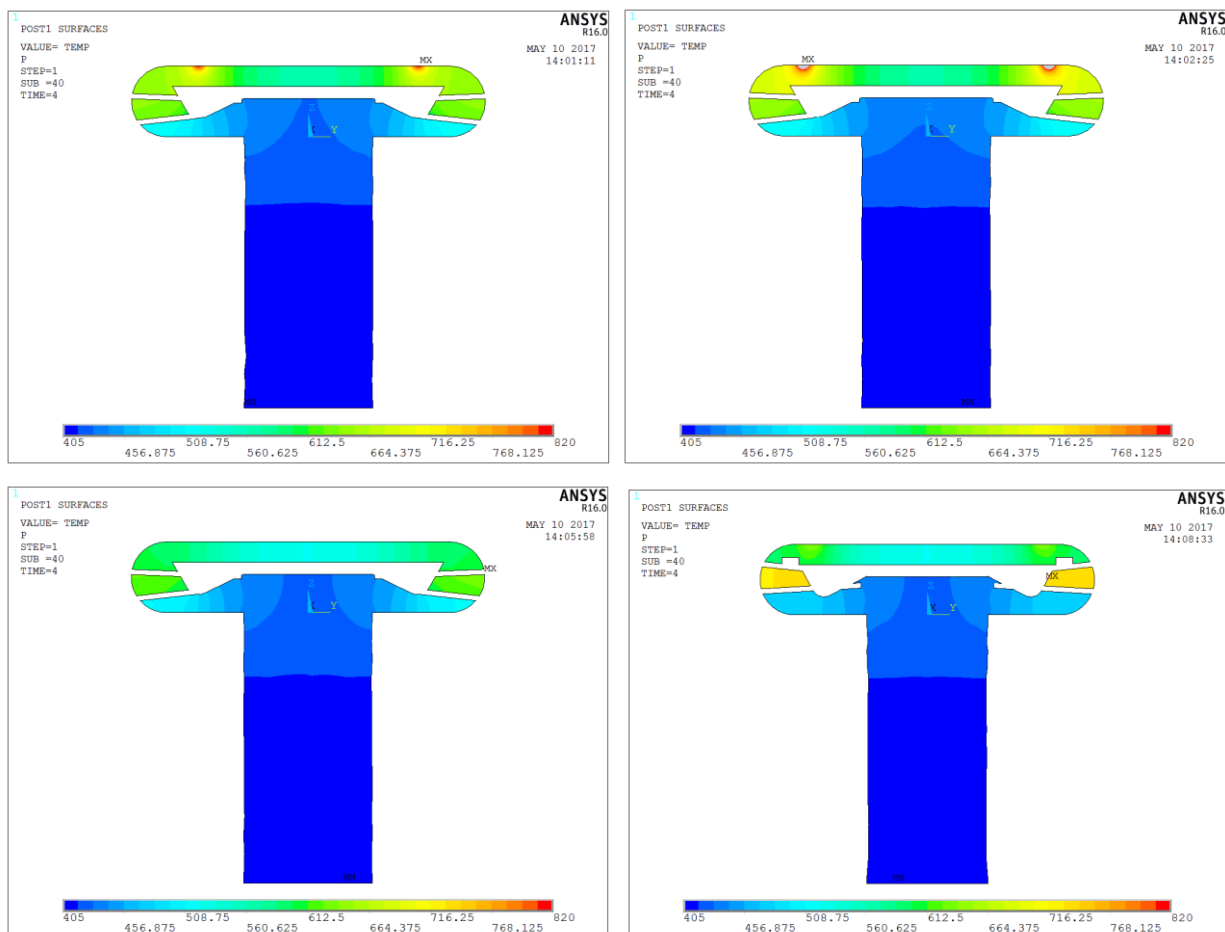 1
ANSYS
R16.0
POST1 SURFACES
VALUE= TEMP
P
STEP=1
SUB =40
TIME=4
MAY 10 2017
14:01:11
MX
Z
X Y
MN
405 508.75 612.5 716.25 820
456.875 560.625 664.375 768.125
1
ANSYS
R16.0
POST1 SURFACES
VALUE= TEMP
P
STEP=1
SUB =40
TIME=4
MAY 10 2017
14:02:25
MX
Z
X Y
MN
405 508.75 612.5 716.25 820
456.875 560.625 664.375 768.125
1
ANSYS
R16.0
POST1 SURFACES
VALUE= TEMP
P
STEP=1
SUB =40
TIME=4
MAY 10 2017
14:05:58
MX
Z
X Y
MN
405 508.75 612.5 716.25 820
456.875 560.625 664.375 768.125
1
ANSYS
R16.0
POST1 SURFACES
VALUE= TEMP
P
STEP=1
SUB =40
TIME=4
MAY 10 2017
14:08:33
MX
Z
X Y
MN
405 508.75 612.5 716.25 820
456.875 560.625 664.375 768.125